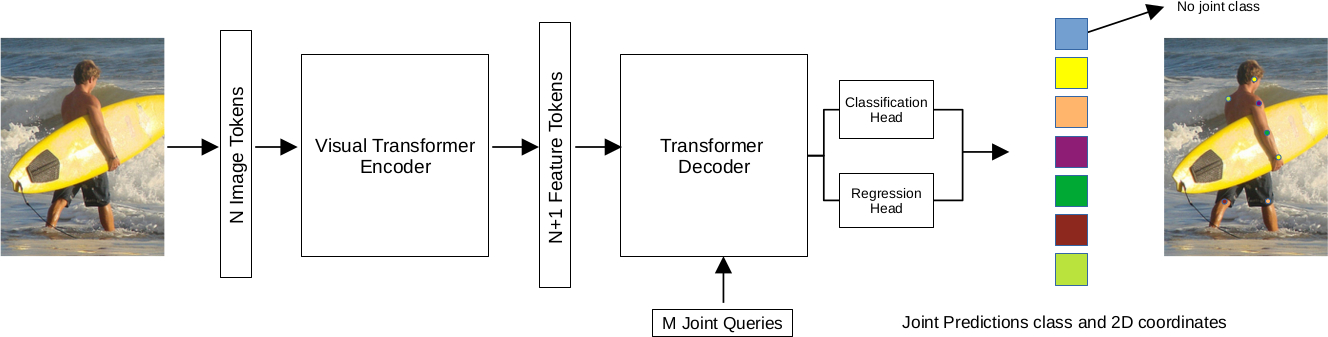 No joint class
N Image Tokens
Visual Transformer
Encoder
N+1 Feature Tokens
Transformer
Decoder
Classification
Head
Regression
Head
M Joint Queries
Joint Predictions class and 2D coordinates